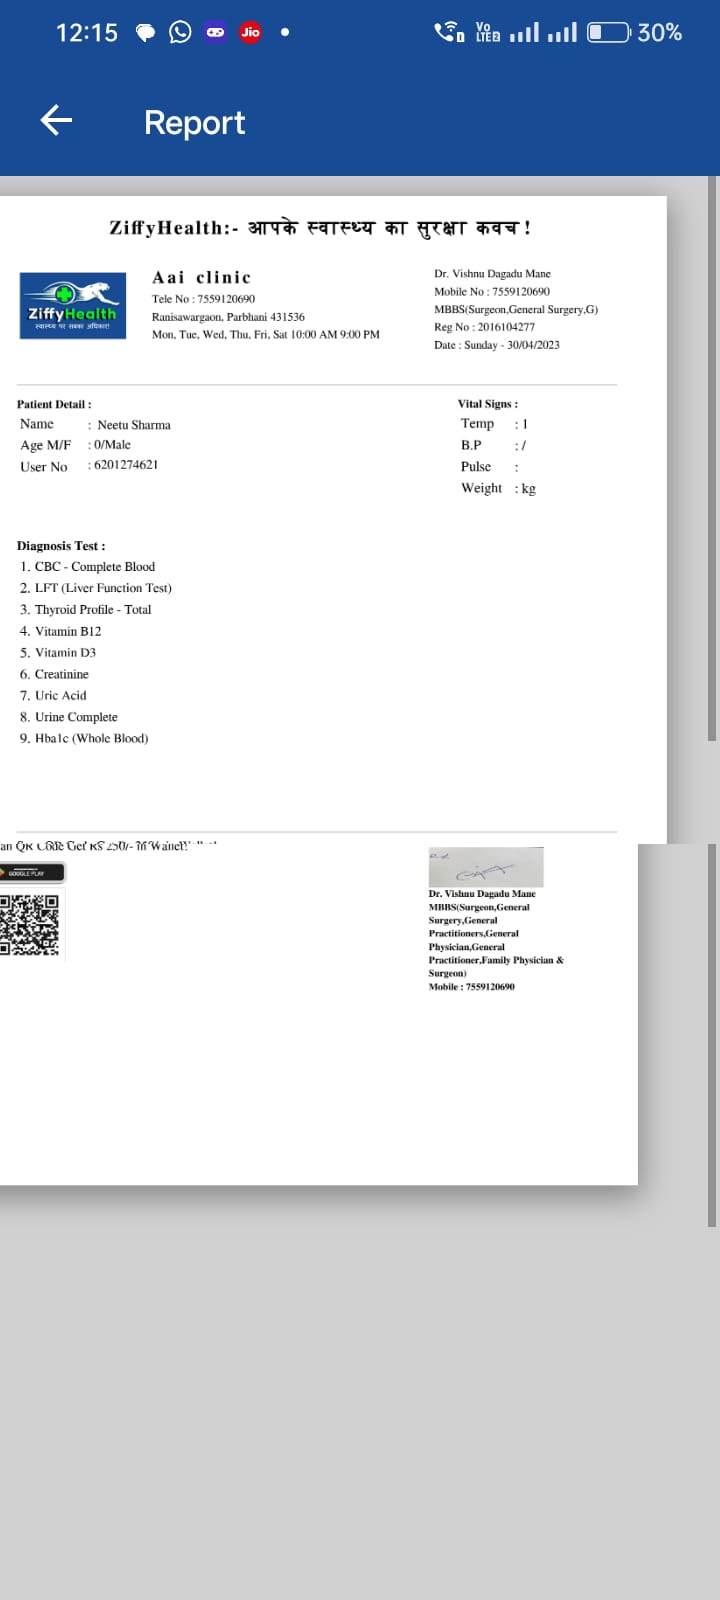 12:15
Jio
Vo
LTE2
30%
Report
ZiffyHealth:- आपके स्वास्थ्य का सुरक्षा कवच !
ZiffyHealth
स्वास्थ्य पर सबका अधिकार!
Aai clinic
Tele No : 7559120690
Ranisawargaon, Parbhani 431536
Mon, Tue, Wed, Thu, Fri, Sat 10:00 AM 9:00 PM
Dr. Vishnu Dagadu Mane
Mobile No : 7559120690
MBBS(Surgeon,General Surgery,G)
Reg No : 2016104277
Date : Sunday - 30/04/2023
Patient Detail :
Name : Neetu Sharma
Age M/F : 0/Male
User No : 6201274621
Vital Signs :
Temp : 1
B.P : /
Pulse :
Weight : kg
Diagnosis Test :
1. CBC - Complete Blood
2. LFT (Liver Function Test)
3. Thyroid Profile - Total
4. Vitamin B12
5. Vitamin D3
6. Creatinine
7. Uric Acid
8. Urine Complete
9. Hba1c (Whole Blood)
an QR Code Get
GOOGLE PLAY
Dr. Vishnu Dagadu Mane
MBBS(Surgeon,General
Surgery,General
Practitioners,General
Physician,General
Practitioner,Family Physician &
Surgeon)
Mobile : 7559120690